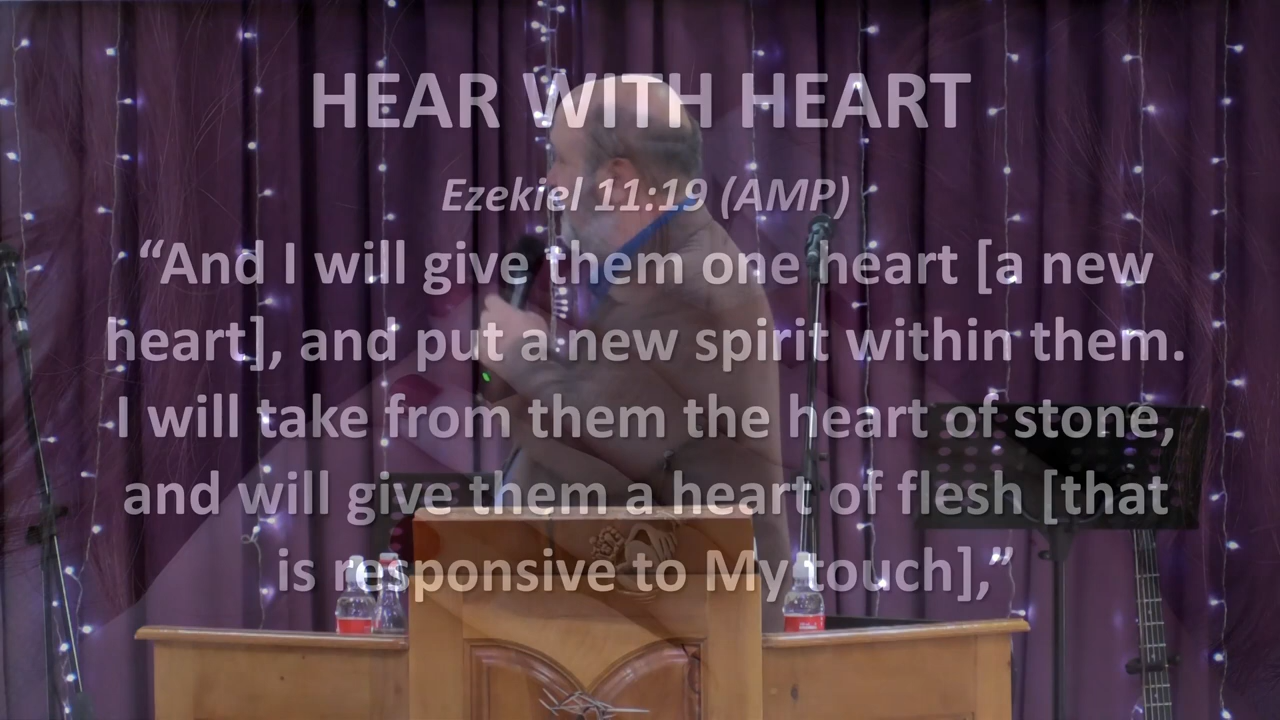 HEAR WITH HEART
Ezekiel 11:19 (AMP)
“And I will give them one heart [a new
heart], and put a new spirit within them.
I will take from them the heart of stone,
and will give them a heart of flesh [that
is responsive to My touch],”